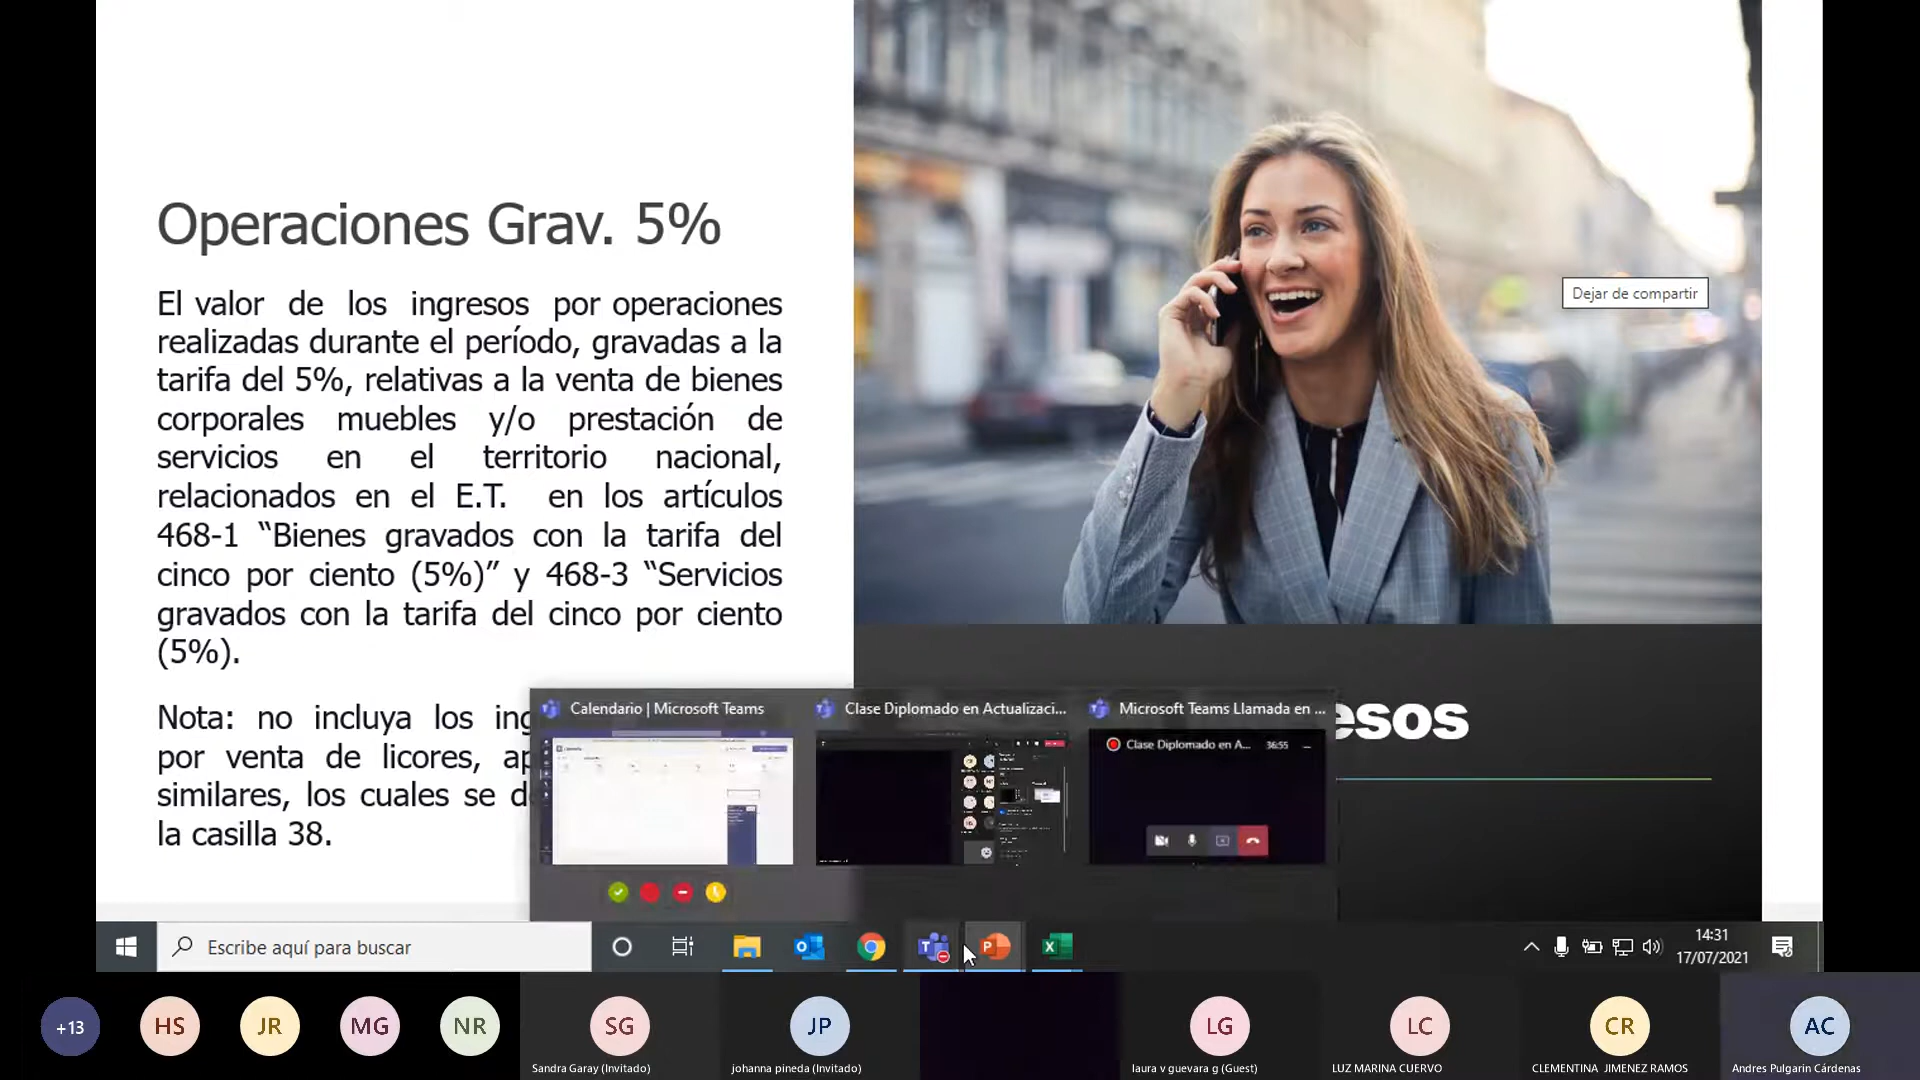 Operaciones Grav. 5%
El valor de los ingresos por operaciones
realizadas durante el período, gravadas a la
tarifa del 5%, relativas a la venta de bienes
corporales muebles y/o prestación de
servicios en el territorio nacional,
relacionados en el E.T. en los artículos
468-1 “Bienes gravados con la tarifa del
cinco por ciento (5%)” y 468-3 “Servicios
gravados con la tarifa del cinco por ciento
(5%).
Nota: no incluya los ing
por venta de licores, ap
similares, los cuales se d
la casilla 38.
Dejar de compartir
esos
Calendario | Microsoft Teams
Clase Diplomado en Actualizaci...
Microsoft Teams Llamada en ...
Clase Diplomado en A... 36:55
Escribe aquí para buscar
14:31
17/07/2021
+13
HS
JR
MG
NR
SG
JP
LG
LC
CR
AC
Sandra Garay (Invitado)
johanna pineda (Invitado)
laura v guevara g (Guest)
LUZ MARINA CUERVO
CLEMENTINA JIMENEZ RAMOS
Andres Pulgarin Cárdenas